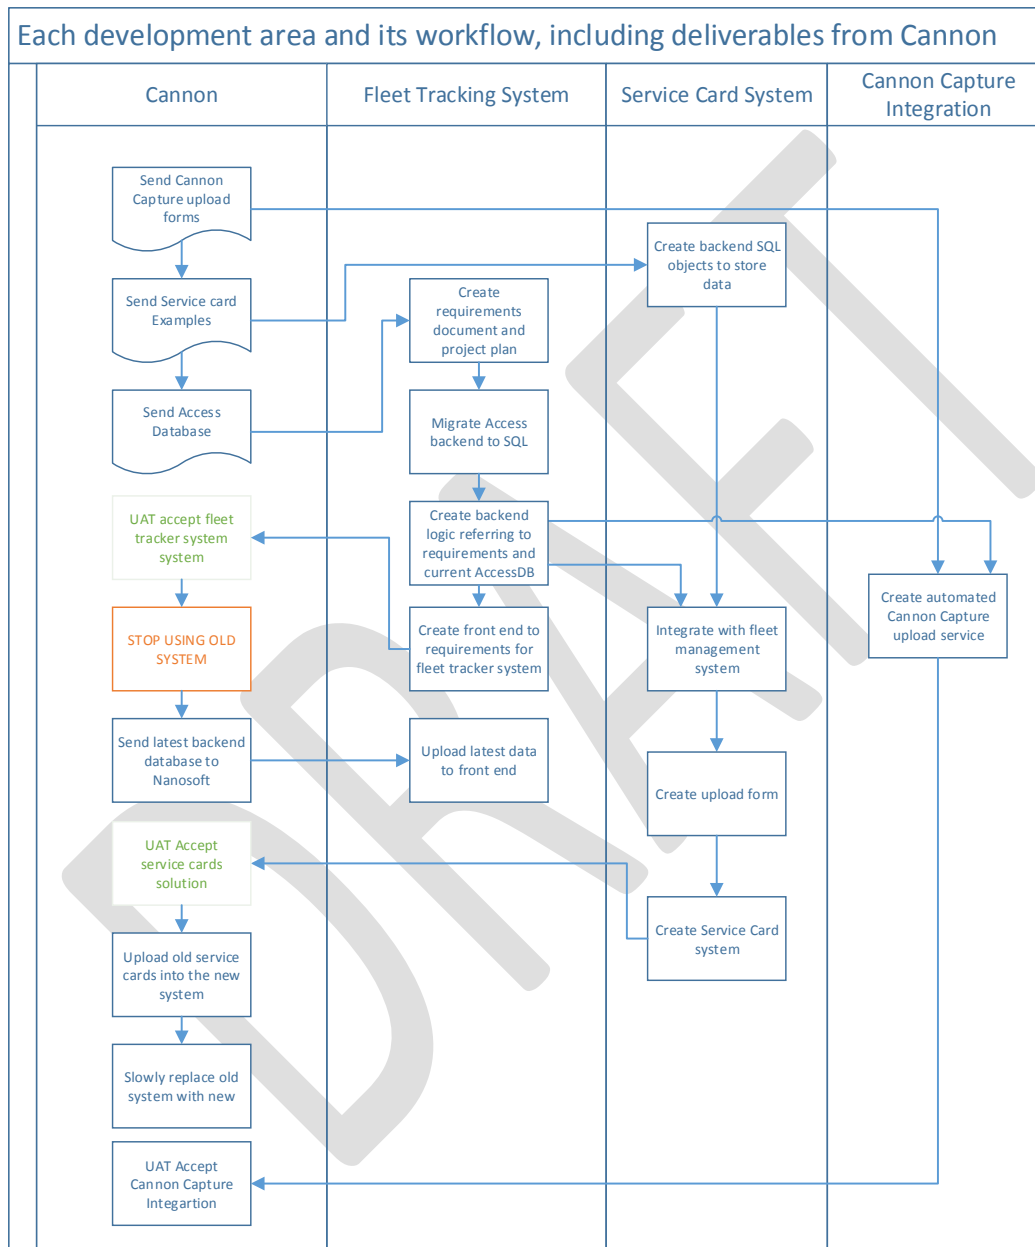 Each development area and its workflow, including deliverables from Cannon
Cannon
Fleet Tracking System
Service Card System
Cannon Capture
Integration
Send Cannon
Capture upload
forms
Send Service card
Examples
Send Access
Database
UAT accept fleet
tracker system
system
STOP USING OLD
SYSTEM
Send latest backend
database to
Nanosoft
UAT Accept
service cards
solution
Upload old service
cards into the new
system
Slowly replace old
system with new
UAT Accept
Cannon Capture
Integartion
Create
requirements
document and
project plan
Migrate Access
backend to SQL
Create backend
logic referring to
requirements and
current AccessDB
Create front end to
requirements for
fleet tracker system
Upload latest data
to front end
Create backend SQL
objects to store
data
Integrate with fleet
management
system
Create upload form
Create Service Card
system
Create automated
Cannon Capture
upload service
DRAFT